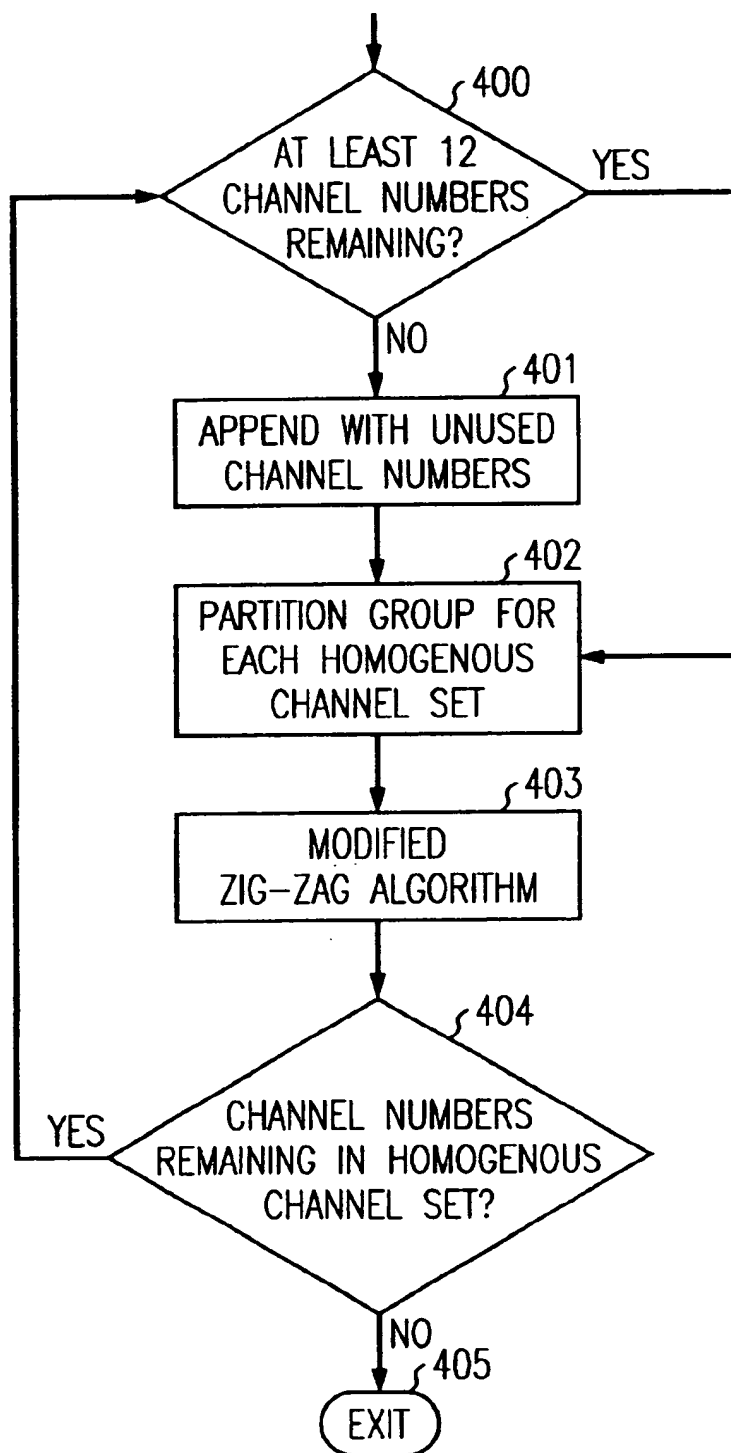 400
AT LEAST 12
CHANNEL NUMBERS
REMAINING?
YES
NO
401
APPEND WITH UNUSED
CHANNEL NUMBERS
402
PARTITION GROUP FOR
EACH HOMOGENOUS
CHANNEL SET
403
MODIFIED
ZIG-ZAG ALGORITHM
404
CHANNEL NUMBERS
REMAINING IN HOMOGENOUS
CHANNEL SET?
YES
NO
405
EXIT